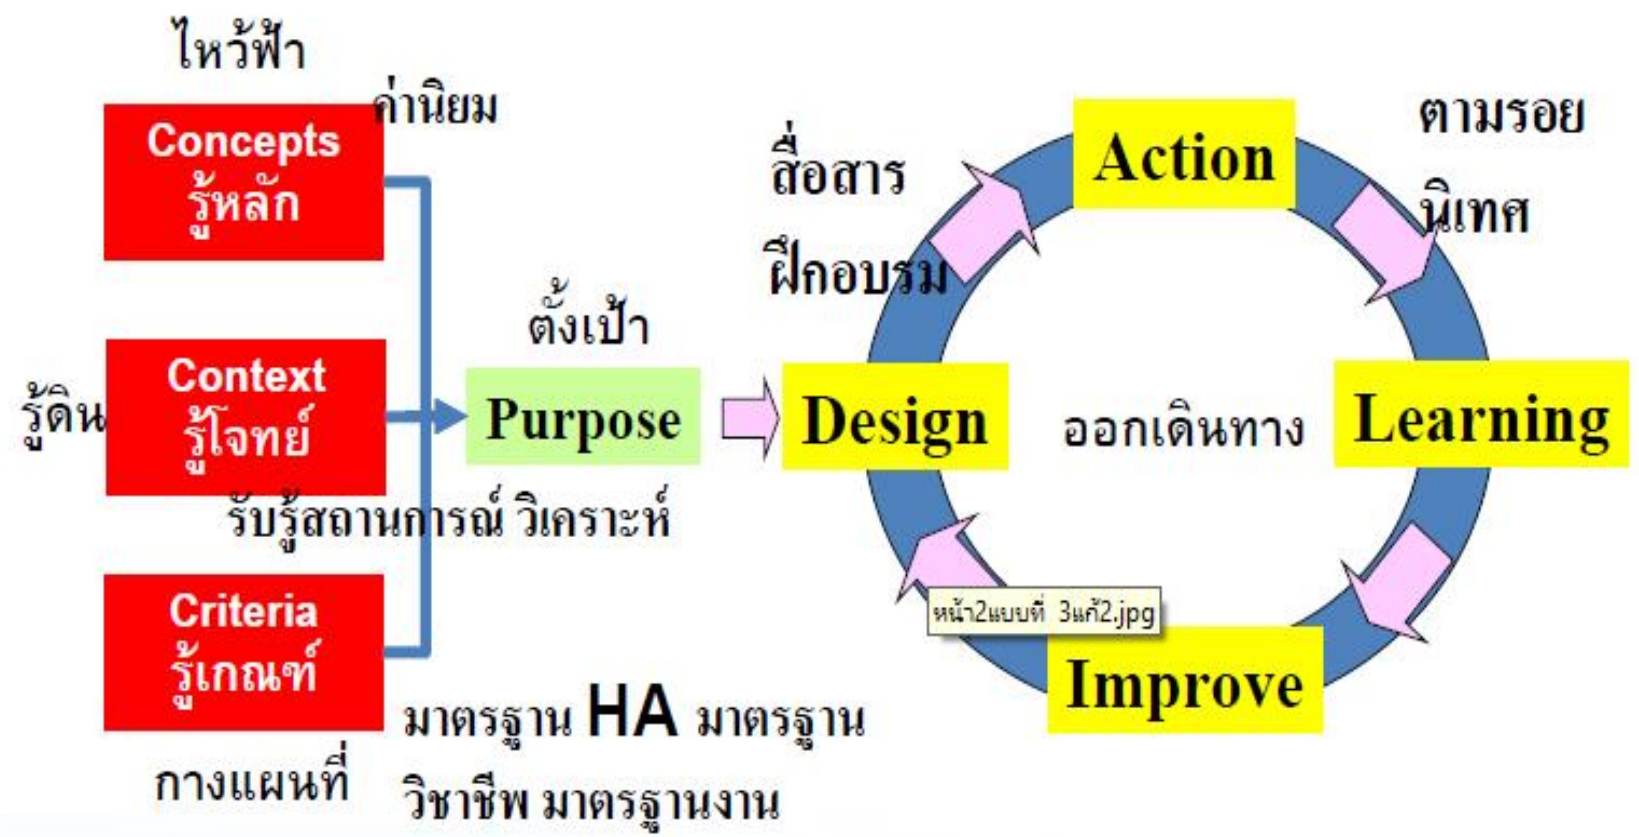 ไหว้ฟ้า
ค่านิยม
Concepts
รู้หลัก
รู้ดิน
Context
รู้โจทย์
รับรู้สถานการณ์ วิเคราะห์
Criteria
รู้เกณฑ์
กางแผนที่
มาตรฐาน HA มาตรฐาน
วิชาชีพ มาตรฐานงาน
ตั้งเป้า
Purpose
สื่อสาร
ฝึกอบรม
Action
ตามรอย
นิเทศ
Design
ออกเดินทาง
Learning
หน้า2แบบที่ 3แก้2.jpg
Improve